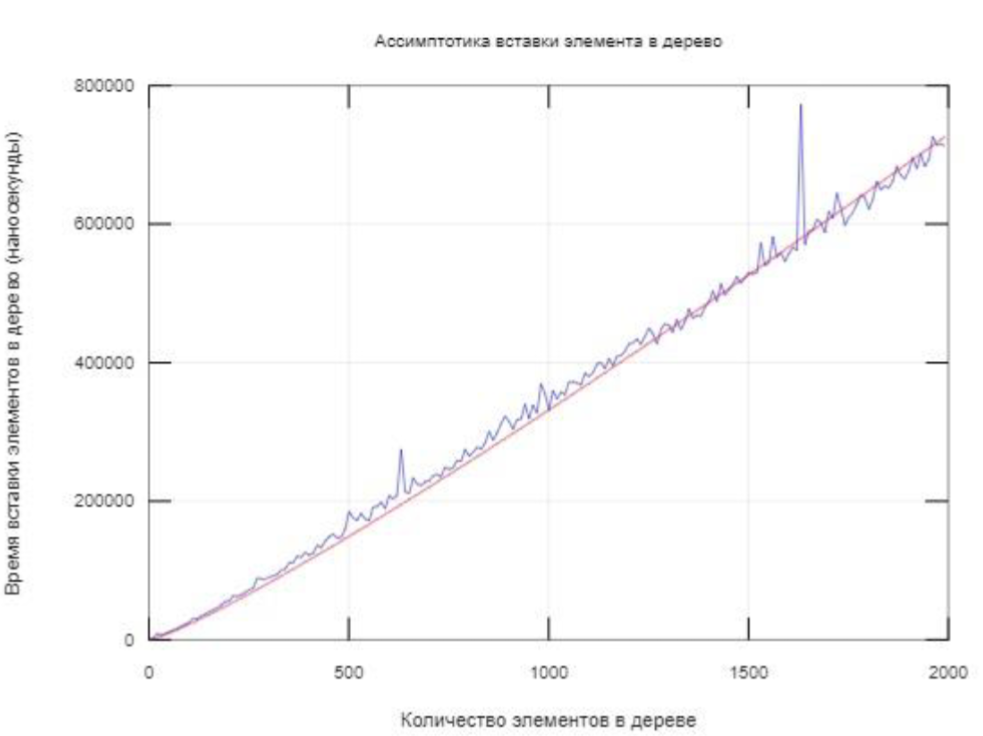 Ассимптотика вставки элемента в дерево
800000
600000
400000
200000
0
Время вставки элементов в дерево (наносекунды)
0 500 1000 1500 2000
Количество элементов в дереве